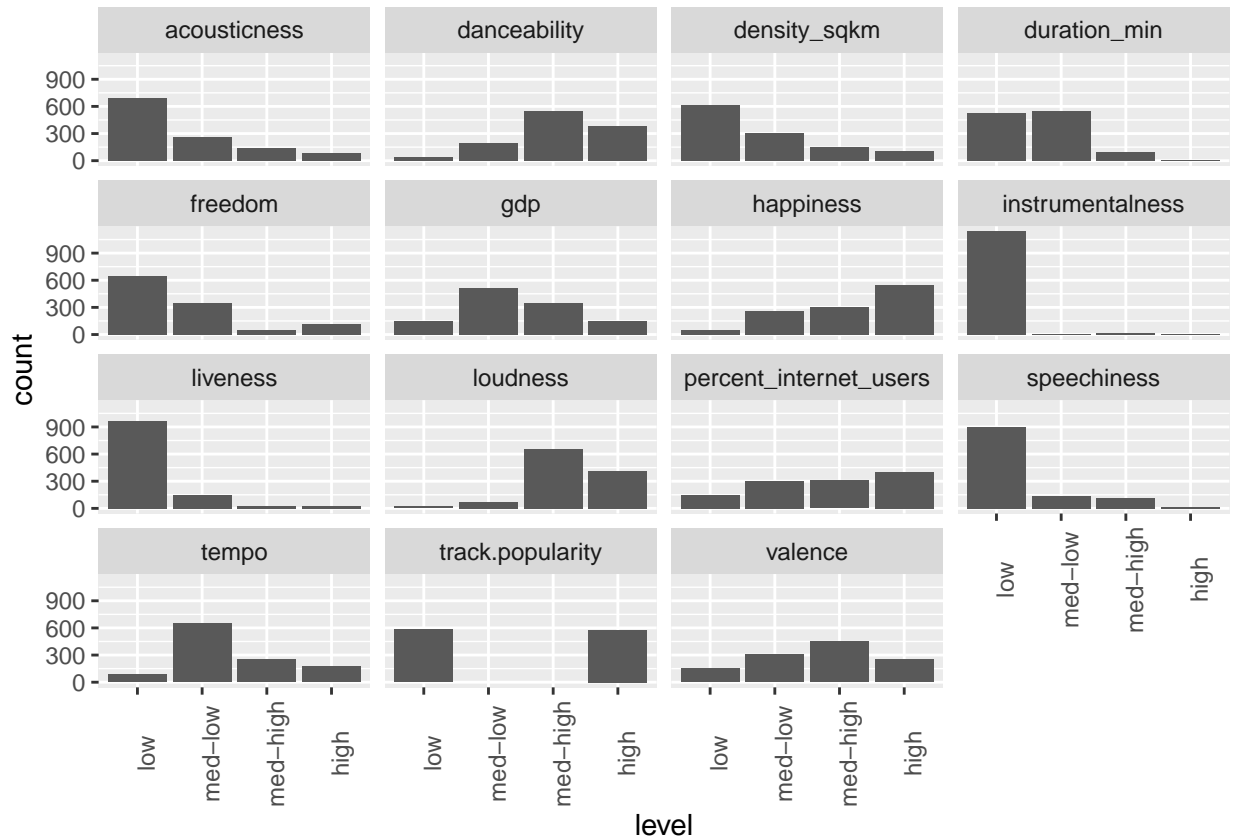 acousticness danceability density_sqkm duration_min
900
600
300
0
freedom gdp happiness instrumentalness
900
600
300
0
liveness loudness percent_internet_users speechiness
900
600
300
0
tempo track.popularity valence
900
600
300
0
low med−low med−high high
low med−low med−high high low med−low med−high high low med−low med−high high
count
level